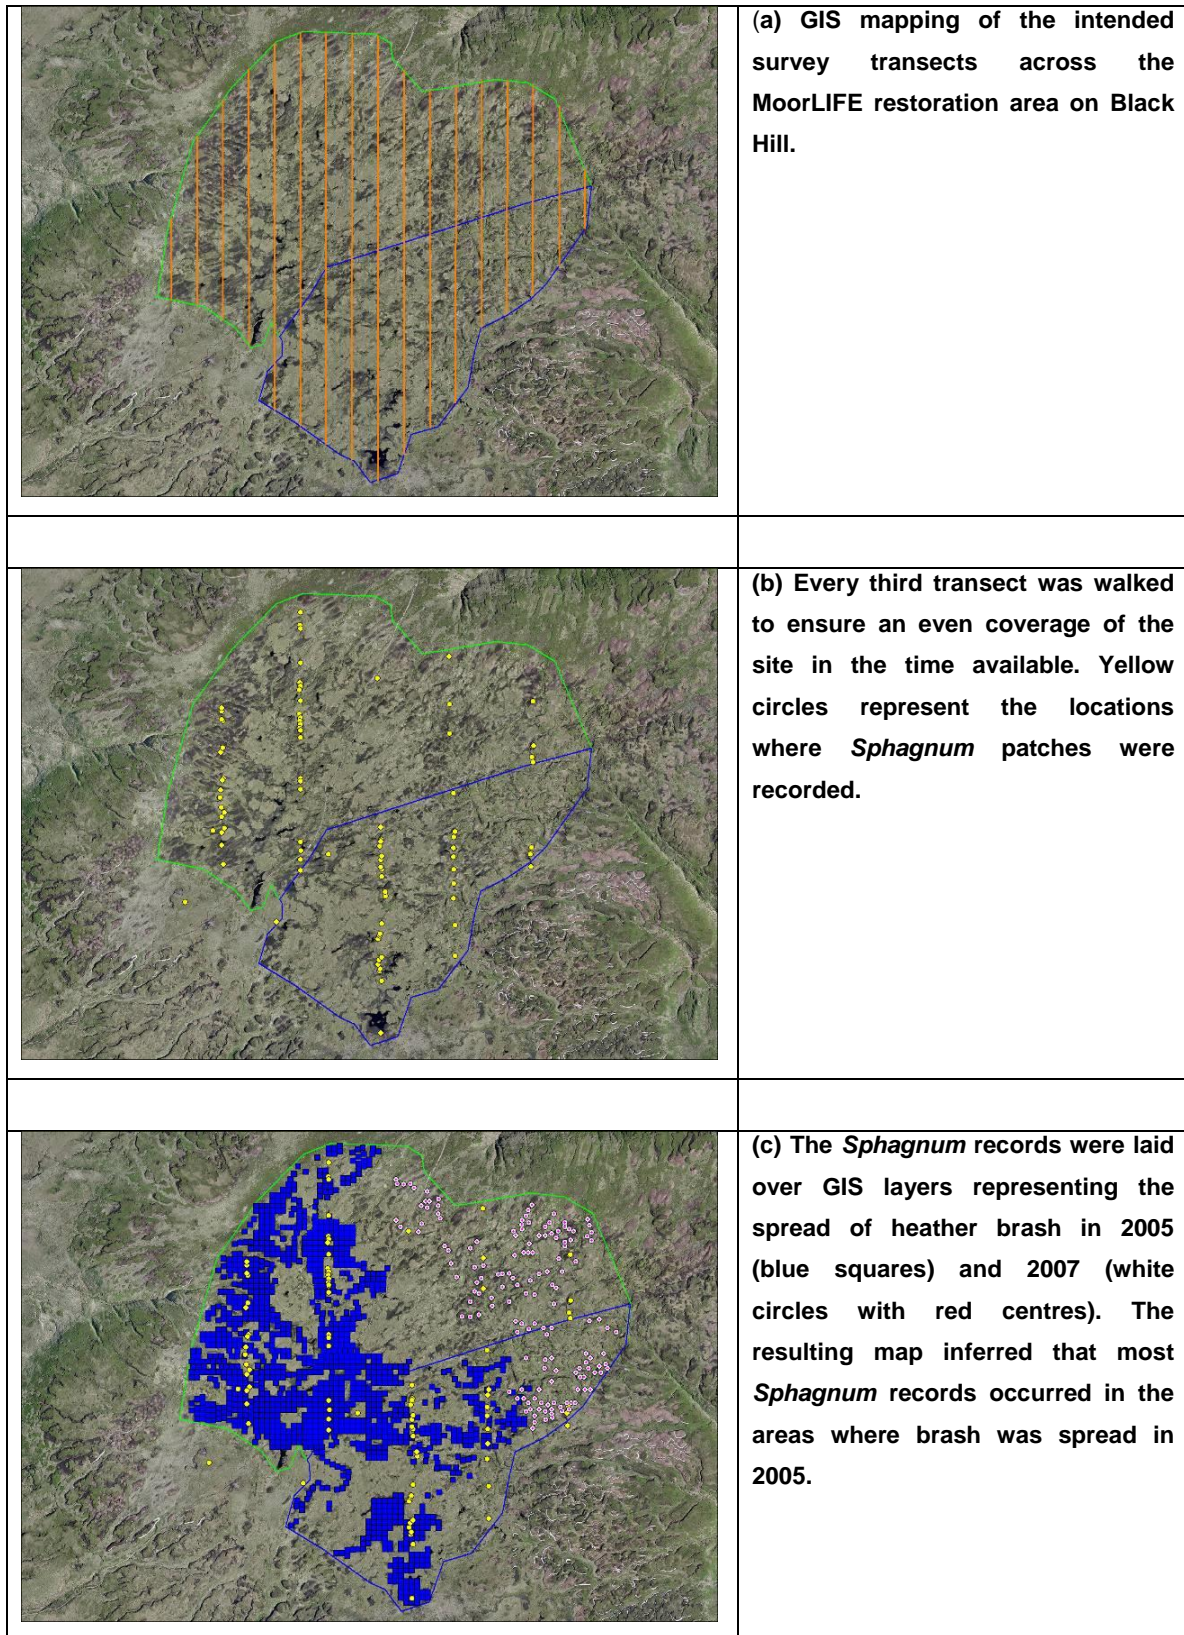 (a) GIS mapping of the intended
survey transects across the
MoorLIFE restoration area on Black
Hill.
(b) Every third transect was walked
to ensure an even coverage of the
site in the time available. Yellow
circles represent the locations
where Sphagnum patches were
recorded.
(c) The Sphagnum records were laid
over GIS layers representing the
spread of heather brash in 2005
(blue squares) and 2007 (white
circles with red centres). The
resulting map inferred that most
Sphagnum records occurred in the
areas where brash was spread in
2005.